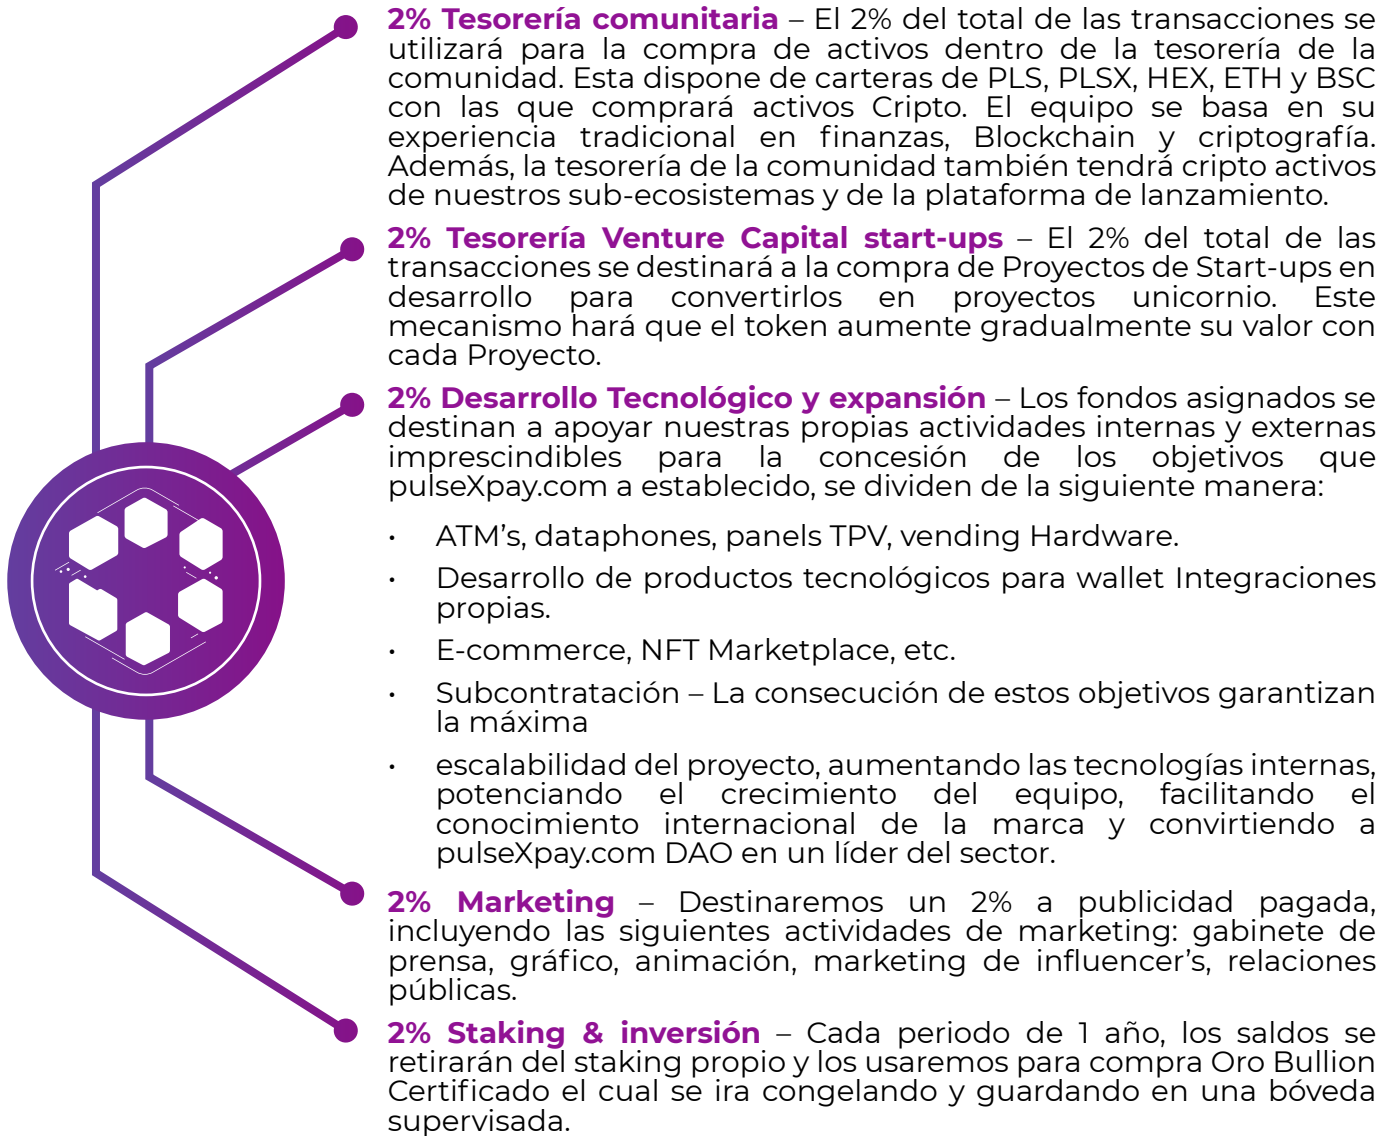 2% Tesorería comunitaria – El 2% del total de las transacciones se
utilizará para la compra de activos dentro de la tesorería de la
comunidad. Esta dispone de carteras de PLS, PLSX, HEX, ETH y BSC
con las que comprará activos Cripto. El equipo se basa en su
experiencia tradicional en finanzas, Blockchain y criptografía.
Además, la tesorería de la comunidad también tendrá cripto activos
de nuestros sub-ecosistemas y de la plataforma de lanzamiento.
2% Tesorería Venture Capital start-ups – El 2% del total de las
transacciones se destinará a la compra de Proyectos de Start-ups en
desarrollo para convertirlos en proyectos unicornio. Este
mecanismo hará que el token aumente gradualmente su valor con
cada Proyecto.
2% Desarrollo Tecnológico y expansión – Los fondos asignados se
destinan a apoyar nuestras propias actividades internas y externas
imprescindibles para la concesión de los objetivos que
pulseXpay.com a establecido, se dividen de la siguiente manera:
• ATM’s, dataphones, panels TPV, vending Hardware.
• Desarrollo de productos tecnológicos para wallet Integraciones
propias.
• E-commerce, NFT Marketplace, etc.
• Subcontratación – La consecución de estos objetivos garantizan
la máxima
• escalabilidad del proyecto, aumentando las tecnologías internas,
potenciando el crecimiento del equipo, facilitando el
conocimiento internacional de la marca y convirtiendo a
pulseXpay.com DAO en un líder del sector.
2% Marketing – Destinaremos un 2% a publicidad pagada,
incluyendo las siguientes actividades de marketing: gabinete de
prensa, gráfico, animación, marketing de influencer’s, relaciones
públicas.
2% Staking & inversión – Cada periodo de 1 año, los saldos se
retirarán del staking propio y los usaremos para compra Oro Bullion
Certificado el cual se ira congelando y guardando en una bóveda
supervisada.